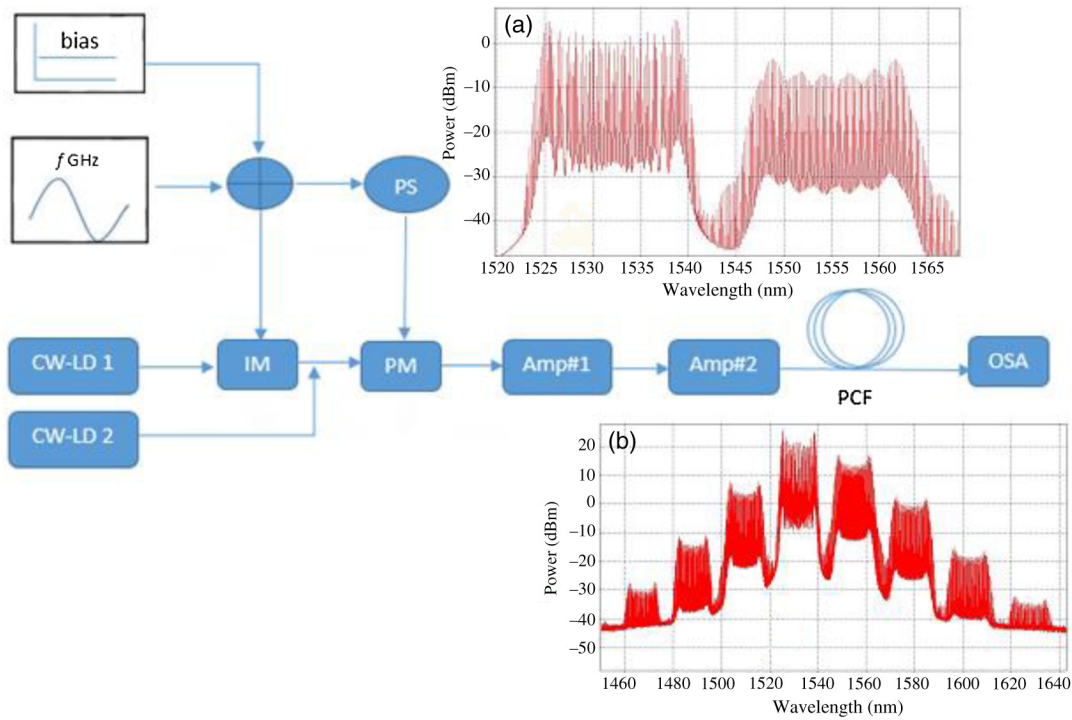 bias
f GHz
PS
CW-LD 1
IM
PM
Amp#1
Amp#2
PCF
OSA
CW-LD 2
(a)
Power (dBm)
0
−10
−20
−30
−40
1520 1525 1530 1535 1540 1545 1550 1555 1560 1565
Wavelength (nm)
(b)
Power (dBm)
20
10
0
−10
−20
−30
−40
−50
1460 1480 1500 1520 1540 1560 1580 1600 1620 1640
Wavelength (nm)